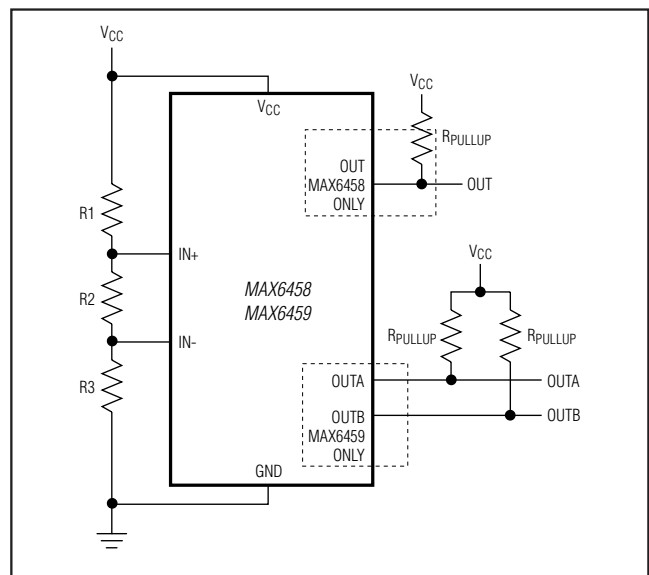 VCC
VCC
VCC
RPULLUP
OUT
MAX6458
ONLY
OUT
R1
IN+
R2
MAX6458
MAX6459
VCC
IN-
RPULLUP
RPULLUP
R3
OUTA
OUTA
OUTB
OUTB
MAX6459
ONLY
GND